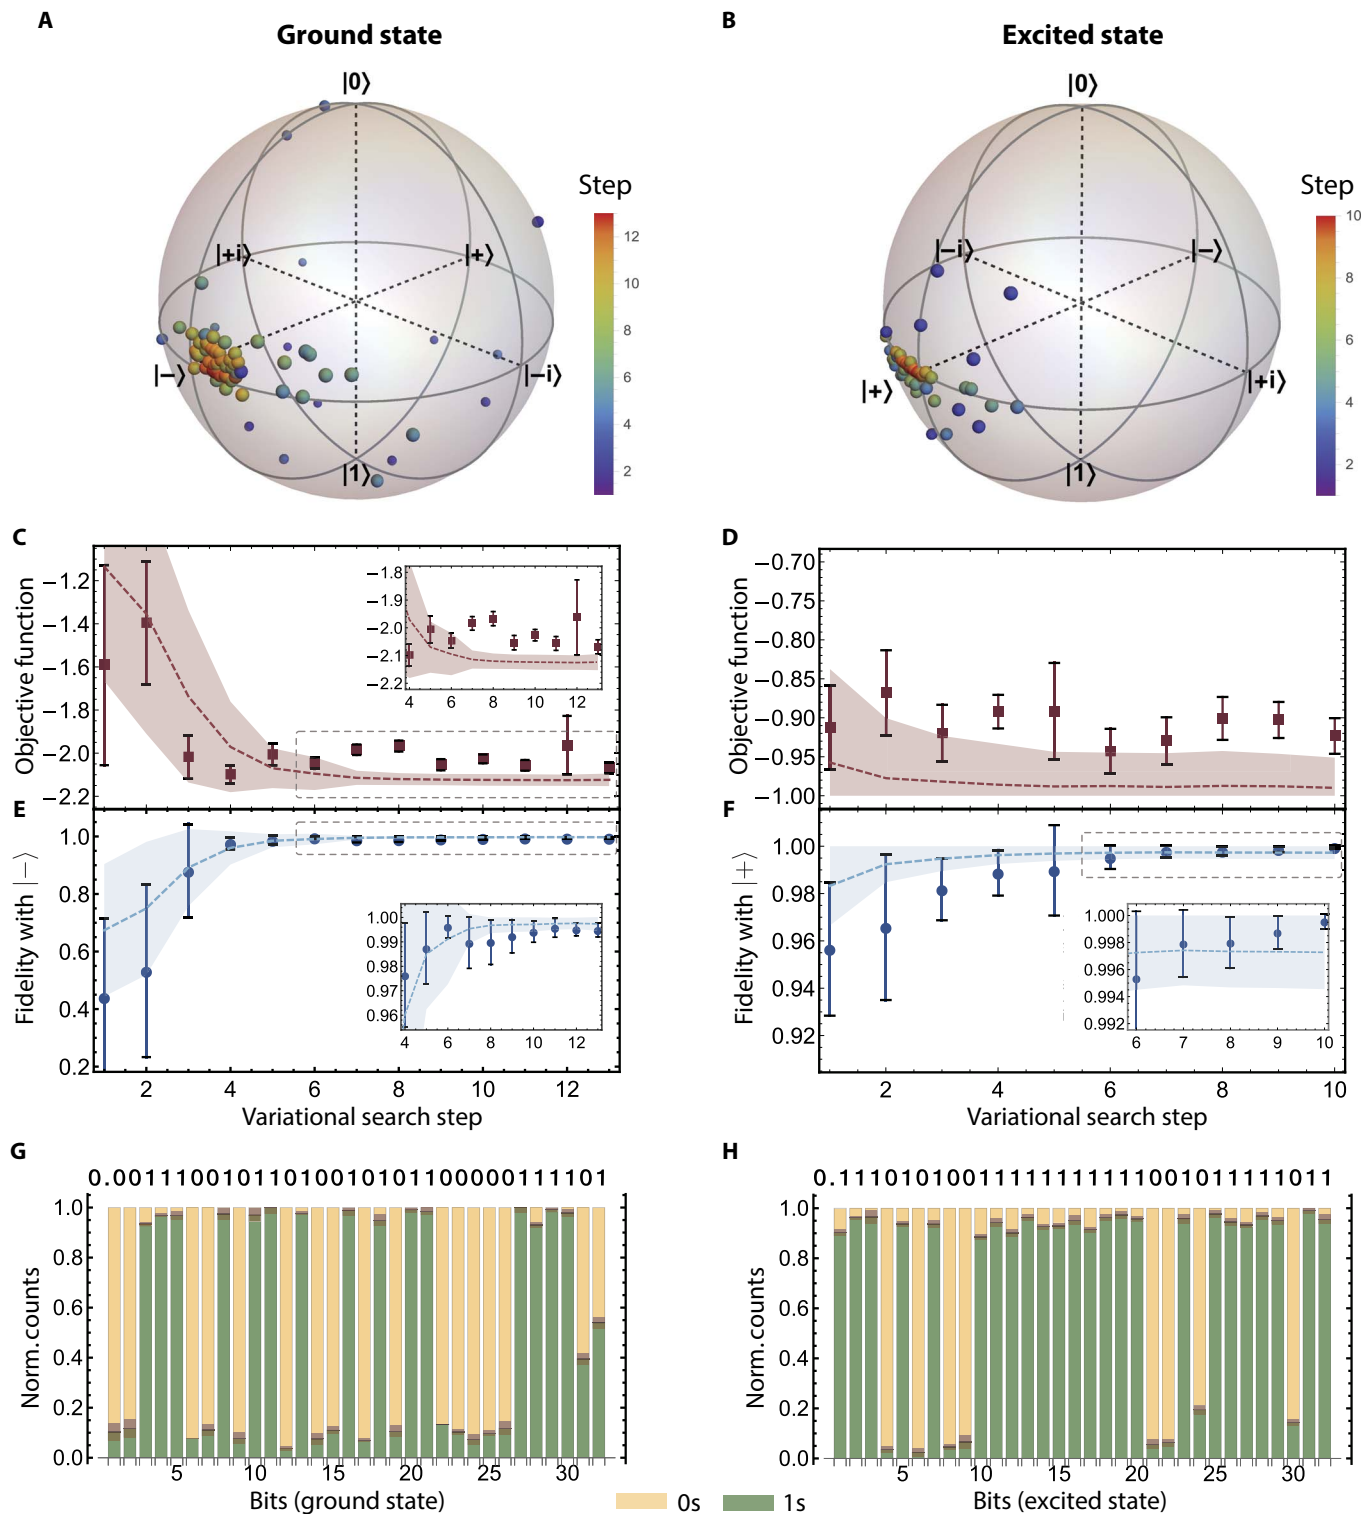 A
Ground state
B
Excited state
|0⟩
|+i⟩
|+⟩
|−⟩
|−i⟩
|1⟩
Step
12
10
8
6
4
2
|0⟩
|−i⟩
|−⟩
|+⟩
|+i⟩
|1⟩
Step
10
8
6
4
2
C
Objective function
−1.2
−1.4
−1.6
−1.8
−2.0
−2.2
−1.8
−1.9
−2.0
−2.1
−2.2
4 6 8 10 12
D
Objective function
−0.70
−0.75
−0.80
−0.85
−0.90
−0.95
−1.00
E
Fidelity with |−⟩
1.0
0.8
0.6
0.4
0.2
1.00
0.99
0.98
0.97
0.96
4 6 8 10 12
2 4 6 8 10 12
Variational search step
F
Fidelity with |+⟩
1.00
0.98
0.96
0.94
0.92
1.000
0.998
0.996
0.994
0.992
6 7 8 9 10
2 4 6 8 10
Variational search step
G
0.00111001011010010101100000111101
Norm.counts
1.0
0.8
0.6
0.4
0.2
0.0
5 10 15 20 25 30
Bits (ground state)
H
0.11101010011111111111001011111011
Norm.counts
1.0
0.8
0.6
0.4
0.2
0.0
5 10 15 20 25 30
Bits (excited state)
0s 1s